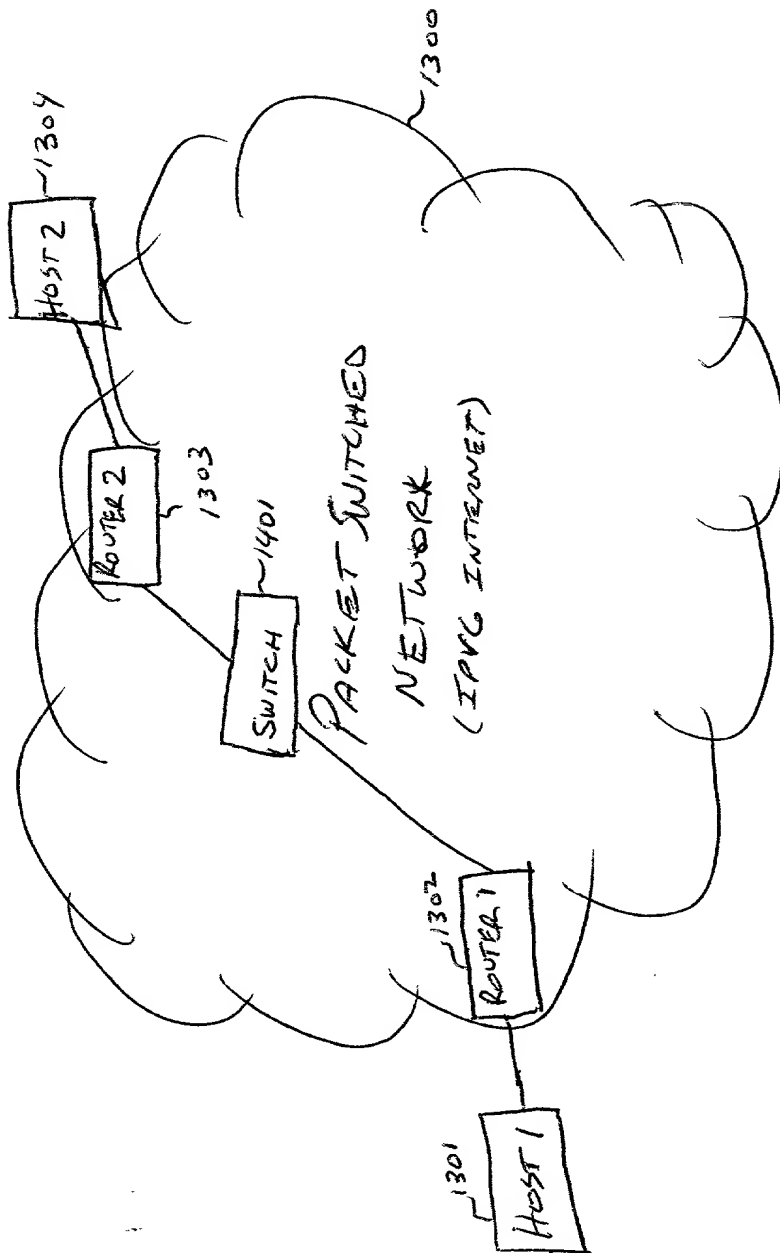 HOST 2
1304
ROUTER 2
1303
SWITCH
1401
PACKET SWITCHED
NETWORK
(IPV6 INTERNET)
1300
1302
ROUTER 1
1301
HOST 1